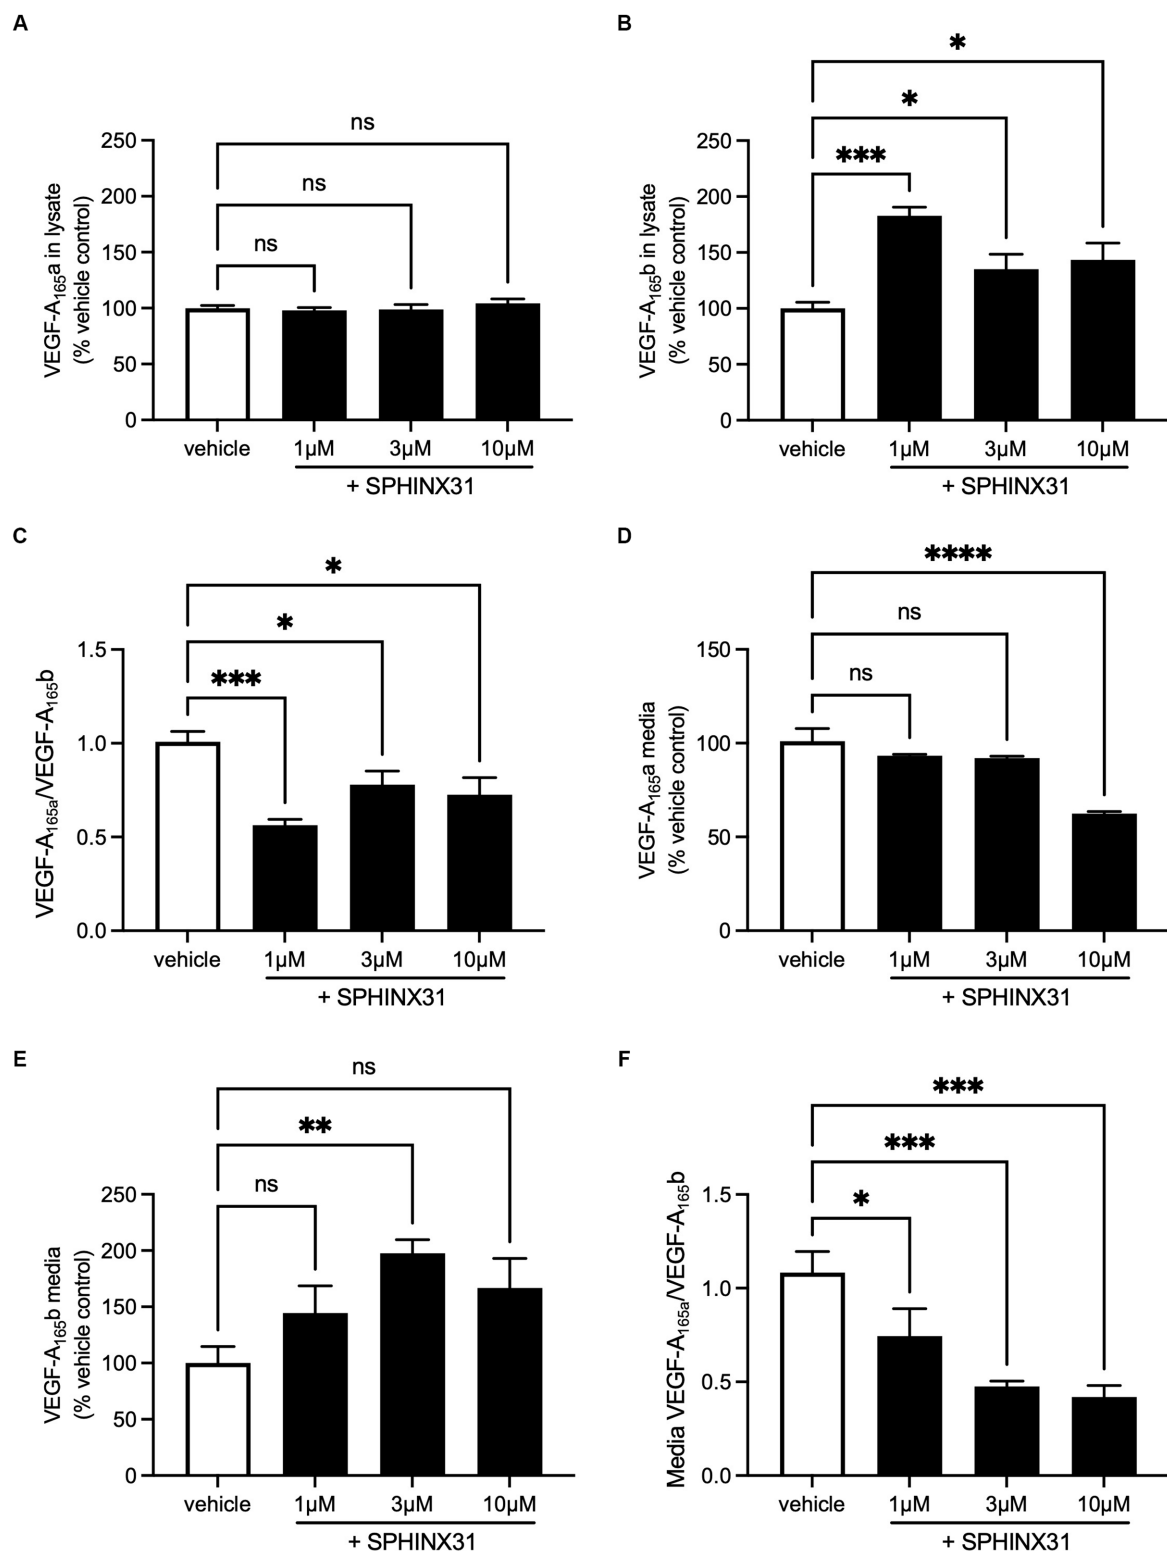 A
ns
ns
ns
VEGF-A165a in lysate
(% vehicle control)
250
200
150
100
50
0
vehicle 1µM 3µM 10µM
+ SPHINX31
B
*
*
***
VEGF-A165b in lysate
(% vehicle control)
250
200
150
100
50
0
vehicle 1µM 3µM 10µM
+ SPHINX31
C
*
*
***
VEGF-A165a/VEGF-A165b
1.5
1.0
0.5
0.0
vehicle 1µM 3µM 10µM
+ SPHINX31
D
****
ns
ns
VEGF-A165a media
(% vehicle control)
150
100
50
0
vehicle 1µM 3µM 10µM
+ SPHINX31
E
ns
**
ns
VEGF-A165b media
(% vehicle control)
250
200
150
100
50
0
vehicle 1µM 3µM 10µM
+ SPHINX31
F
***
***
*
Media VEGF-A165a/VEGF-A165b
1.5
1.0
0.5
0.0
vehicle 1µM 3µM 10µM
+ SPHINX31